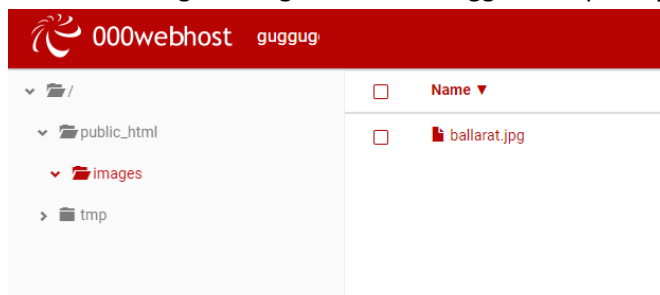 000webhost guggug
/
Name ▼
public_html
ballarat.jpg
images
tmp